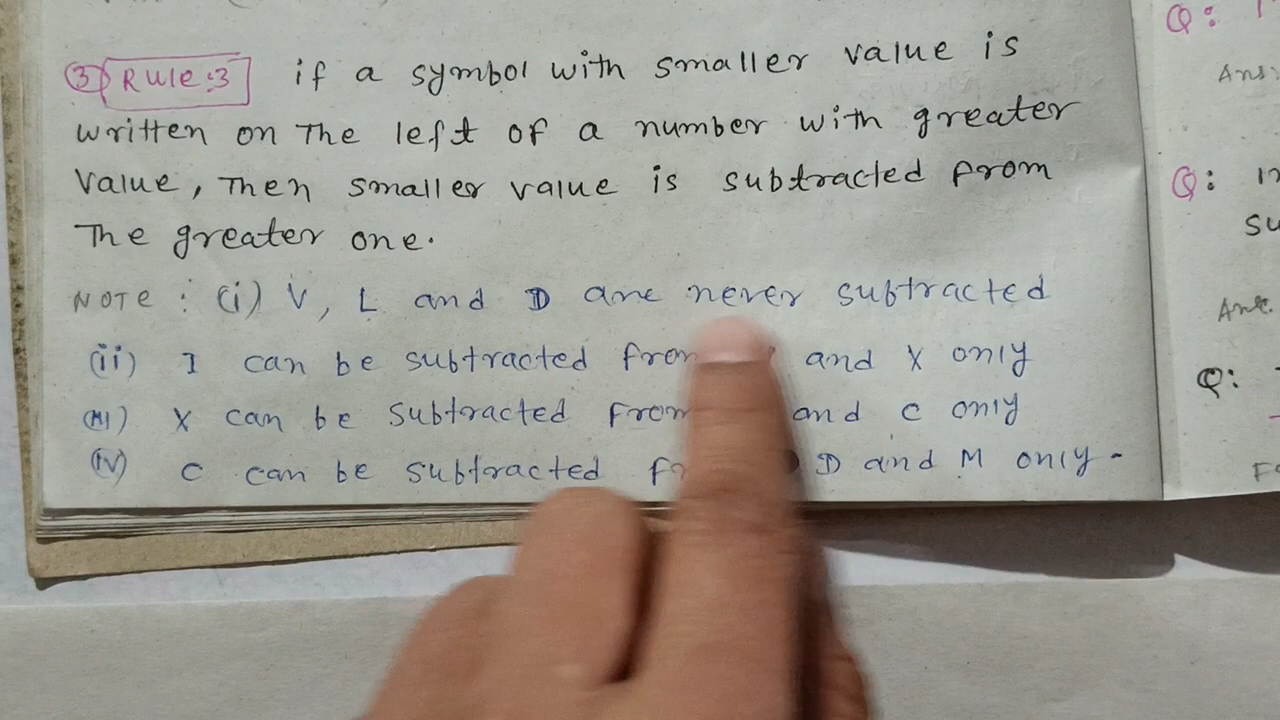 ③ Rule:3 if a symbol with smaller value is
written on The left of a number with greater
Value, Then smaller value is subtracted from
The greater one.
NOTE : (i) V, L and D are never subtracted
(ii) I can be subtracted from and X only
(iii) X can be subtracted from and C only
(iv) C can be subtracted D and M only.
Q:
Ans:
Q:
Ans.
Q: